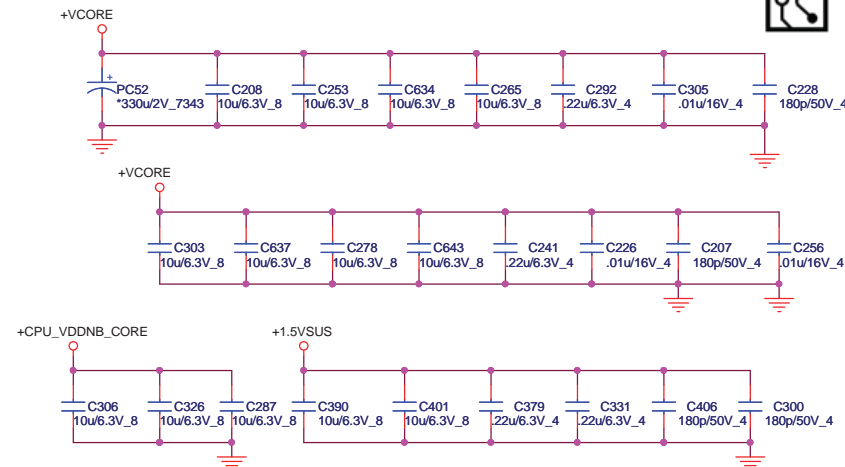 +VCORE
+
PC52 C208 C253 C634 C265 C292 C305 C228
*330u/2V_7343 10u/6.3V_8 10u/6.3V_8 10u/6.3V_8 10u/6.3V_8 .22u/6.3V_4 .01u/16V_4 180p/50V_4
+VCORE
C303 C637 C278 C643 C241 C226 C207 C256
10u/6.3V_8 10u/6.3V_8 10u/6.3V_8 10u/6.3V_8 .22u/6.3V_4 .01u/16V_4 180p/50V_4 .01u/16V_4
+CPU_VDDNB_CORE +1.5VSUS
C306 C326 C287 C390 C401 C379 C331 C406 C300
10u/6.3V_8 10u/6.3V_8 10u/6.3V_8 10u/6.3V_8 10u/6.3V_8 .22u/6.3V_4 .22u/6.3V_4 180p/50V_4 180p/50V_4